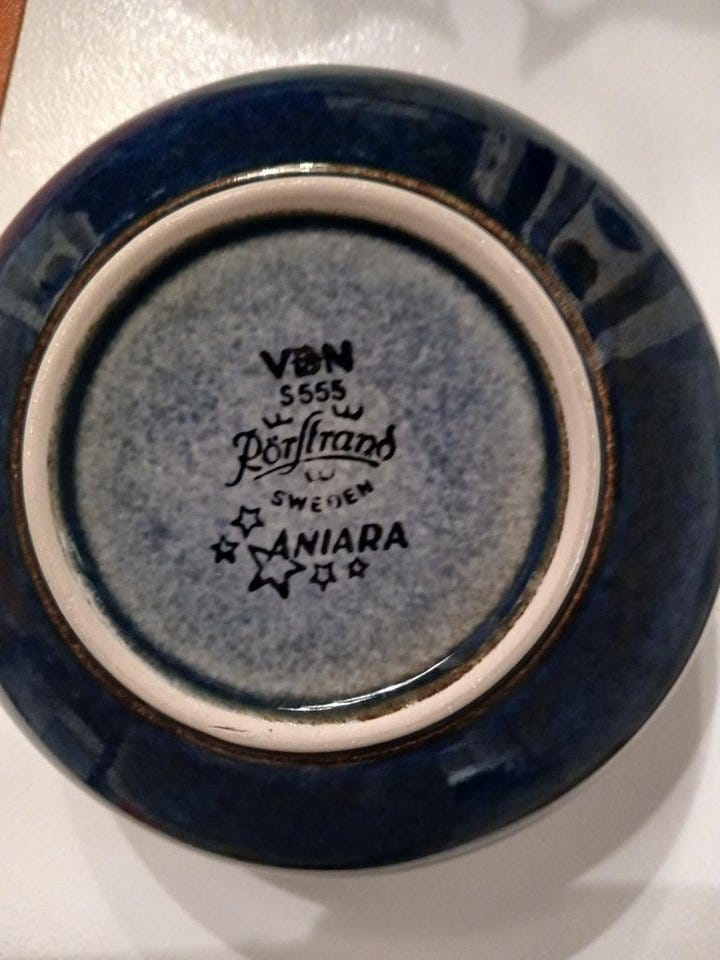 VDN
S555
Rörstrand
SWEDEN
ANIARA